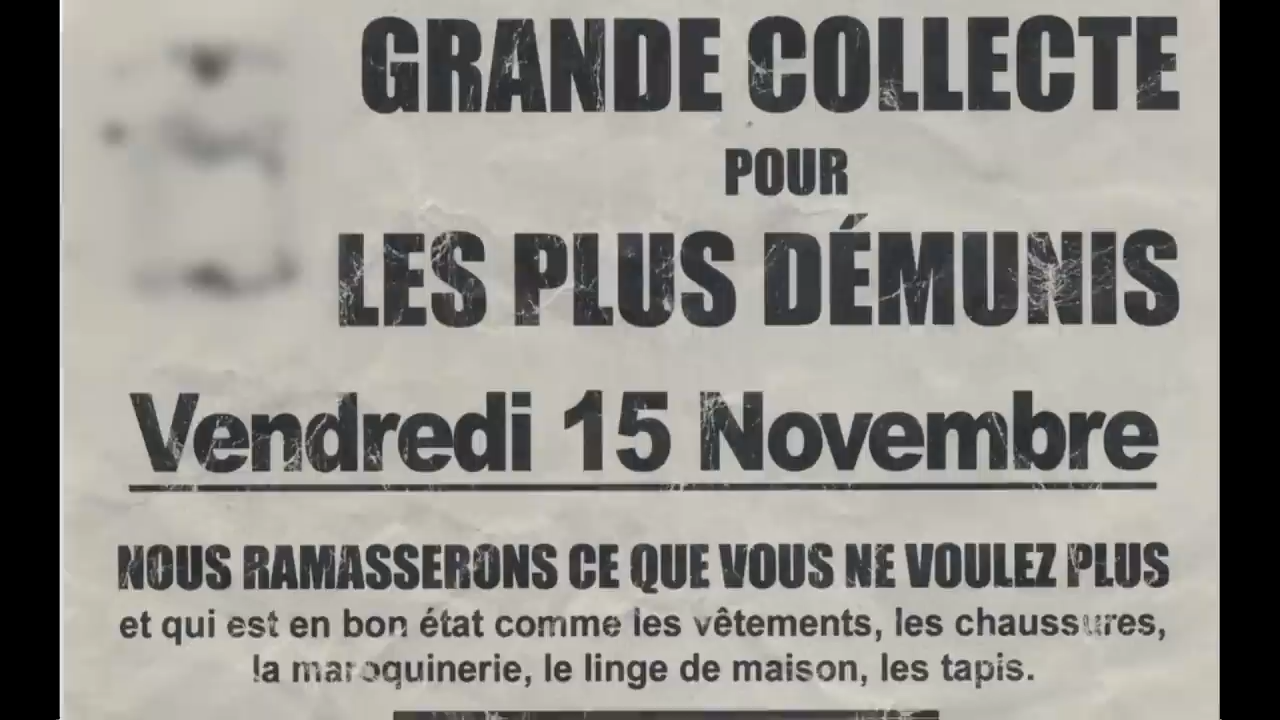 GRANDE COLLECTE
POUR
LES PLUS DÉMUNIS
Vendredi 15 Novembre
NOUS RAMASSERONS CE QUE VOUS NE VOULEZ PLUS
et qui est en bon état comme les vêtements, les chaussures,
la maroquinerie, le linge de maison, les tapis.